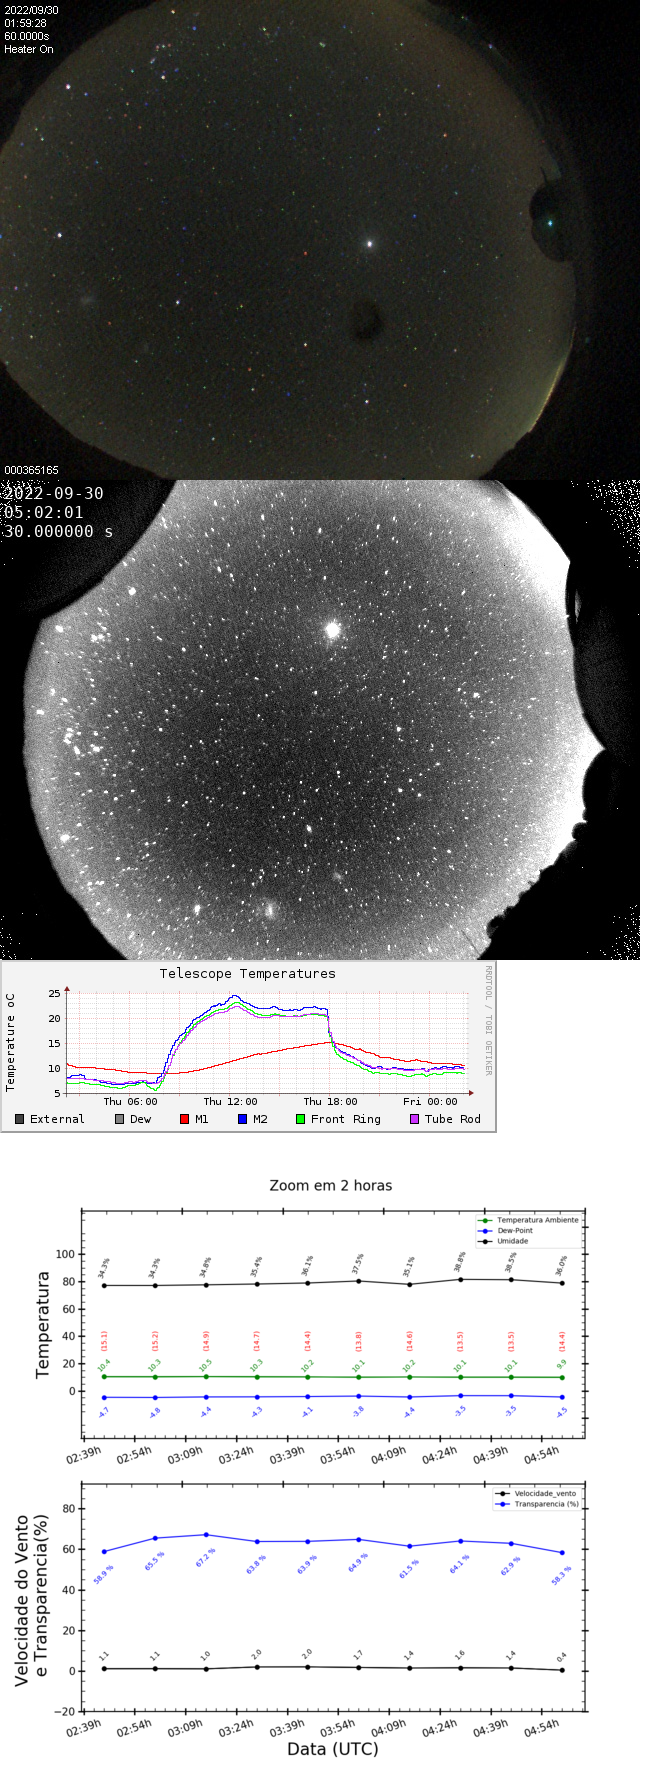 2022/09/30
01:59:28
60.0000s
Heater On
000365165
2022-09-30
05:02:01
30.000000 s
Telescope Temperatures
RRDTOOL / TOBI OETIKER
Temperature oC
25
20
15
10
5
Thu 06:00 Thu 12:00 Thu 18:00 Fri 00:00
External Dew M1 M2 Front Ring Tube Rod
Zoom em 2 horas
Temperatura Ambiente
Dew-Point
Umidade
Temperatura
100
80
60
40
20
0
34.3% 34.3% 34.8% 35.4% 36.1% 37.5% 35.1% 38.8% 38.5% 36.0%
(15.1) (15.2) (14.9) (14.7) (14.4) (13.8) (14.6) (13.5) (13.5) (14.4)
10.4 10.3 10.5 10.3 10.2 10.1 10.2 10.1 10.1 9.9
-4.7 -4.8 -4.4 -4.3 -4.1 -3.8 -4.4 -3.5 -3.5 -4.5
02:39h 02:54h 03:09h 03:24h 03:39h 03:54h 04:09h 04:24h 04:39h 04:54h
Velocidade_vento
Transparencia (%)
Velocidade do Vento
e Transparencia(%)
80
60
40
20
0
−20
58.9 % 65.5 % 67.2 % 63.8 % 63.9 % 64.9 % 61.5 % 64.1 % 62.9 % 58.3 %
1.1 1.1 1.0 2.0 2.0 1.7 1.4 1.6 1.4 0.4
02:39h 02:54h 03:09h 03:24h 03:39h 03:54h 04:09h 04:24h 04:39h 04:54h
Data (UTC)